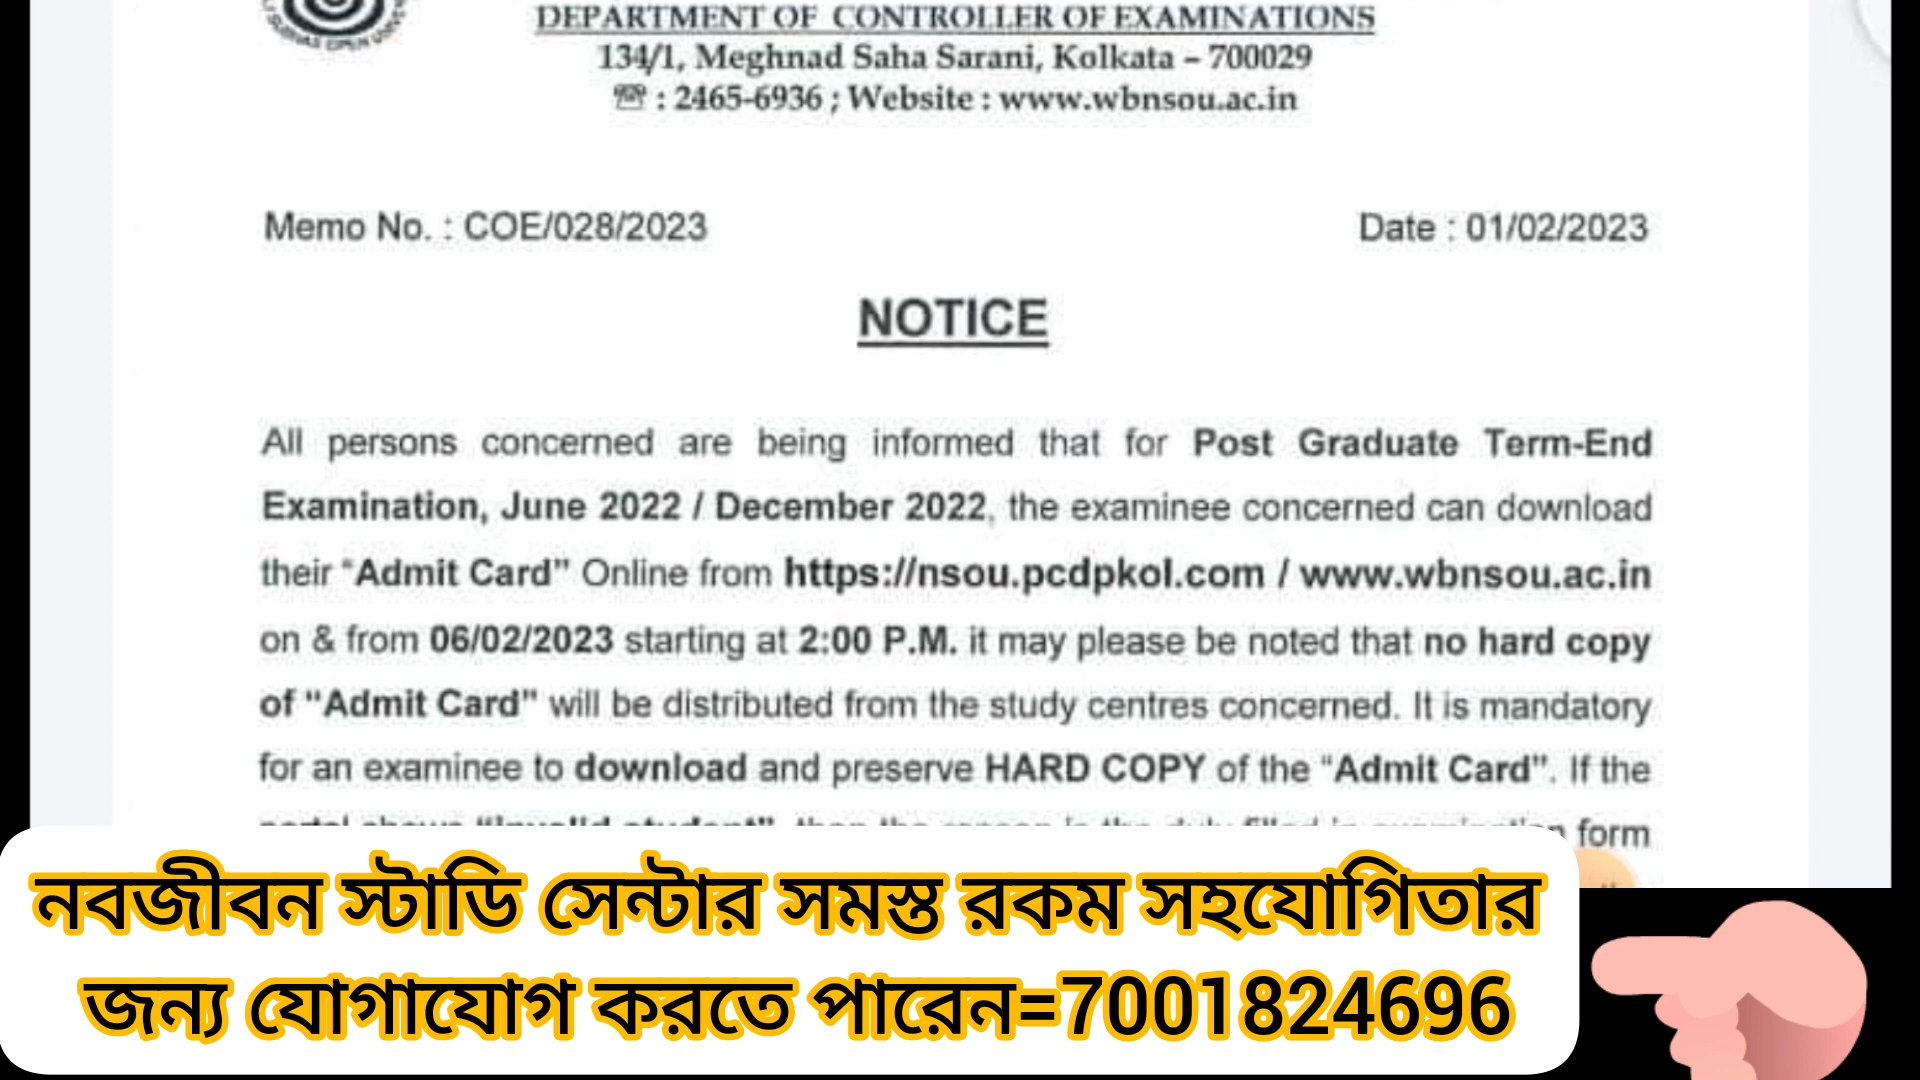 DEPARTMENT OF CONTROLLER OF EXAMINATIONS
134/1, Meghnad Saha Sarani, Kolkata – 700029
☎ : 2465-6936 ; Website : www.wbnsou.ac.in
Memo No. : COE/028/2023
Date : 01/02/2023
NOTICE
All persons concerned are being informed that for Post Graduate Term-End
Examination, June 2022 / December 2022, the examinee concerned can download
their “Admit Card” Online from https://nsou.pcdpkol.com / www.wbnsou.ac.in
on & from 06/02/2023 starting at 2:00 P.M. it may please be noted that no hard copy
of “Admit Card” will be distributed from the study centres concerned. It is mandatory
for an examinee to download and preserve HARD COPY of the “Admit Card”. If the
form
নবজীবন স্টাডি সেন্টার সমস্ত রকম সহযোগিতার
জন্য যোগাযোগ করতে পারেন=7001824696